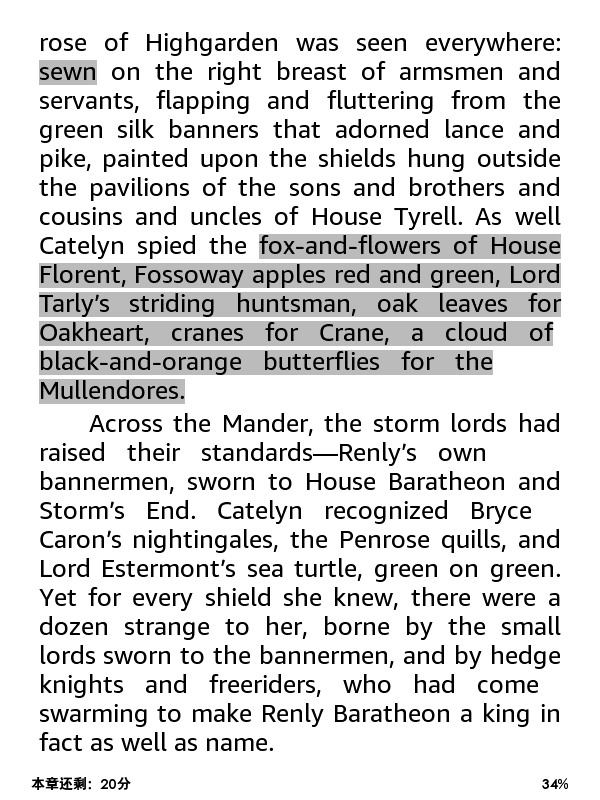 rose of Highgarden was seen everywhere:
sewn on the right breast of armsmen and
servants, flapping and fluttering from the
green silk banners that adorned lance and
pike, painted upon the shields hung outside
the pavilions of the sons and brothers and
cousins and uncles of House Tyrell. As well
Catelyn spied the fox-and-flowers of House
Florent, Fossoway apples red and green, Lord
Tarly’s striding huntsman, oak leaves for
Oakheart, cranes for Crane, a cloud of
black-and-orange butterflies for the
Mullendores.
Across the Mander, the storm lords had
raised their standards—Renly’s own
bannermen, sworn to House Baratheon and
Storm’s End. Catelyn recognized Bryce
Caron’s nightingales, the Penrose quills, and
Lord Estermont’s sea turtle, green on green.
Yet for every shield she knew, there were a
dozen strange to her, borne by the small
lords sworn to the bannermen, and by hedge
knights and freeriders, who had come
swarming to make Renly Baratheon a king in
fact as well as name.
本章还剩：20分 34%